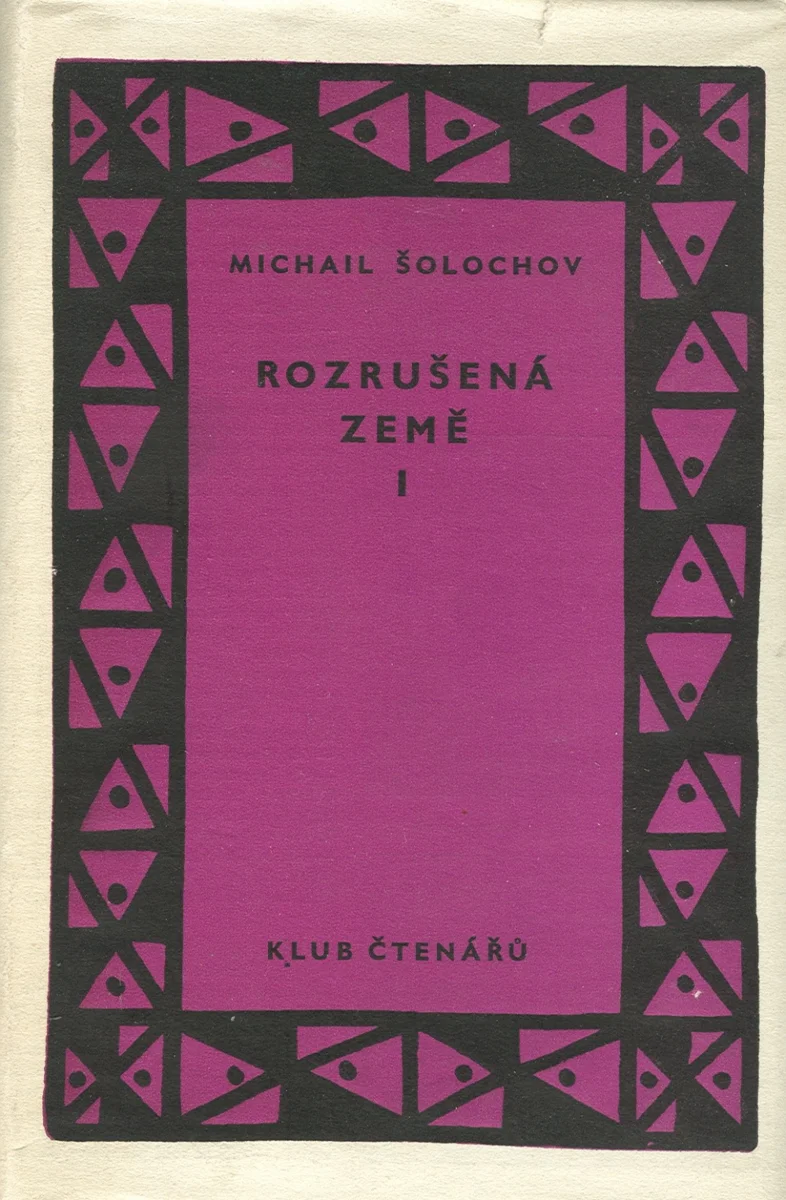 MICHAIL ŠOLOCHOV
ROZRUŠENÁ
ZEMĚ
I
KLUB ČTENÁŘŮ